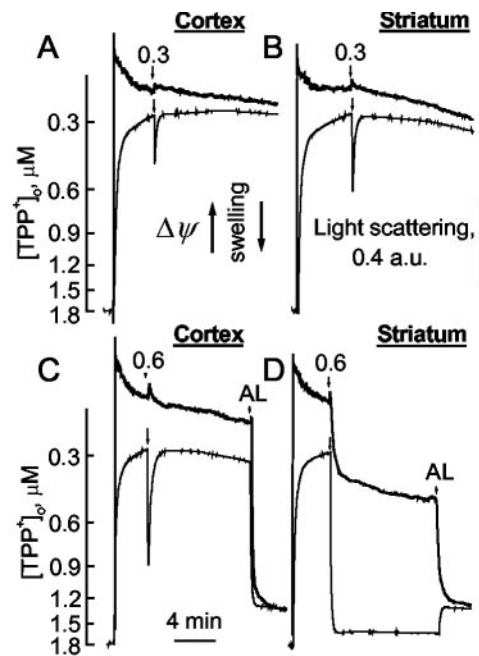 Cortex
Striatum
A
B
0.3
0.3
[TPP+]o, µM
0.3
0.6
0.9
1.2
1.5
1.8
Δψ
swelling
Light scattering,
0.4 a.u.
Cortex
Striatum
C
D
0.6
AL
0.6
AL
[TPP+]o, µM
0.3
0.6
0.9
1.2
1.5
1.8
4 min